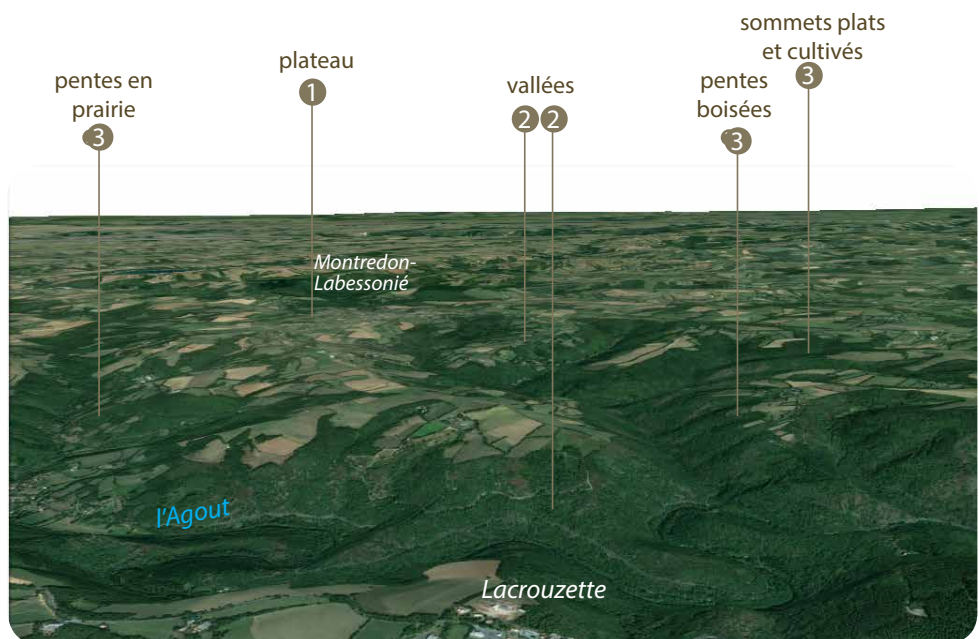 sommets plats
et cultivés
3
plateau
1
pentes en
prairie
3
vallées
2 2
pentes
boisées
3
Montredon-
Labessonié
l'Agout
Lacrouzette